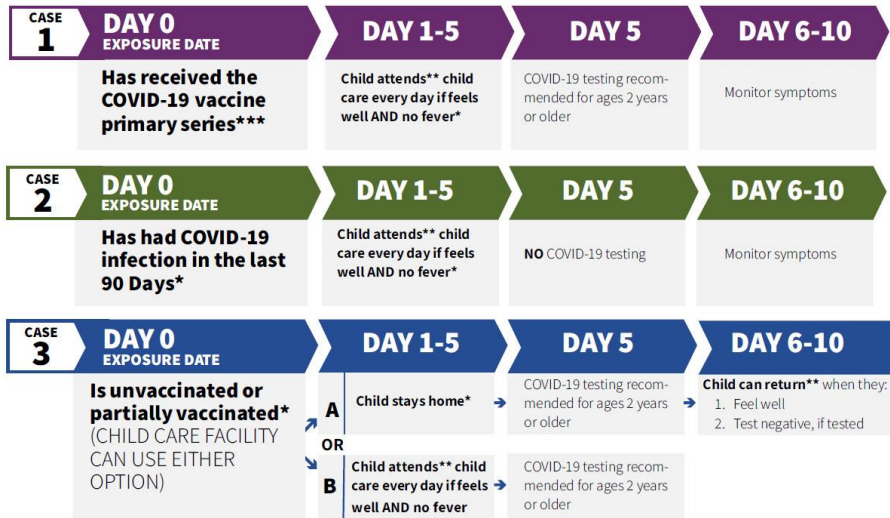 CASE
1
DAY 0
EXPOSURE DATE
DAY 1-5
DAY 5
DAY 6-10
Has received the
COVID-19 vaccine
primary series***
Child attends** child
care every day if feels
well AND no fever*
COVID-19 testing recom-
mended for ages 2 years
or older
Monitor symptoms
CASE
2
DAY 0
EXPOSURE DATE
DAY 1-5
DAY 5
DAY 6-10
Has had COVID-19
infection in the last
90 Days*
Child attends** child
care every day if feels
well AND no fever*
NO COVID-19 testing
Monitor symptoms
CASE
3
DAY 0
EXPOSURE DATE
DAY 1-5
DAY 5
DAY 6-10
Is unvaccinated or
partially vaccinated*
(CHILD CARE FACILITY
CAN USE EITHER
OPTION)
A
Child stays home*
COVID-19 testing recom-
mended for ages 2 years
or older
Child can return** when they:
1. Feel well
2. Test negative, if tested
OR
B
Child attends** child
care every day if feels
well AND no fever
COVID-19 testing recom-
mended for ages 2 years
or older